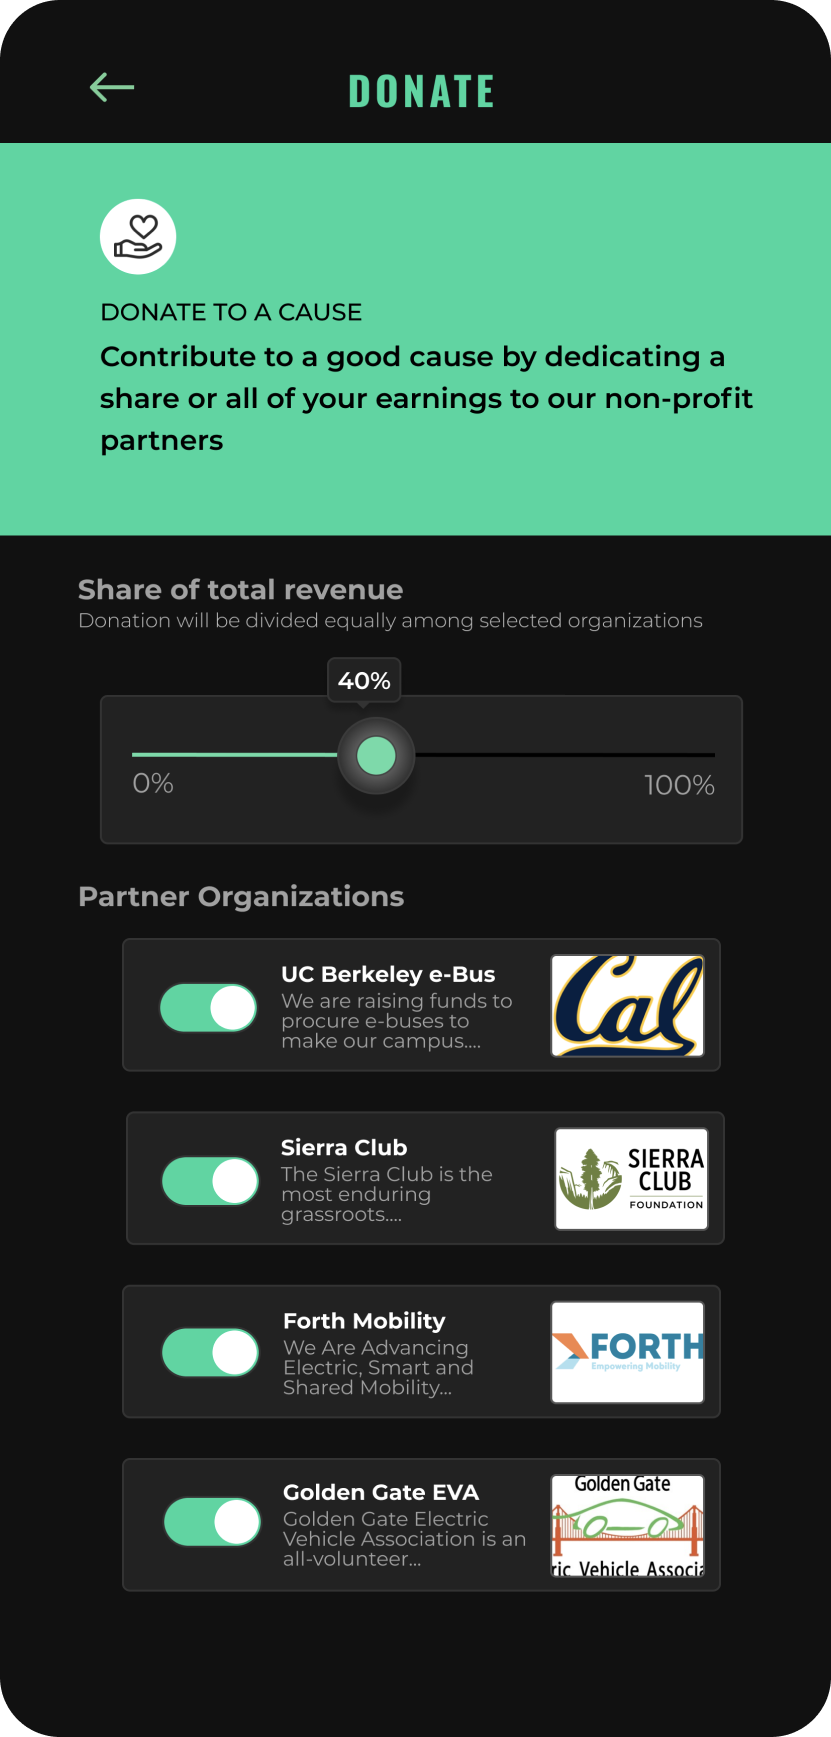 DONATE
DONATE TO A CAUSE
Contribute to a good cause by dedicating a
share or all of your earnings to our non-profit
partners
Share of total revenue
Donation will be divided equally among selected organizations
40%
0%
100%
Partner Organizations
UC Berkeley e-Bus
We are raising funds to
procure e-buses to
make our campus....
Cal
Sierra Club
The Sierra Club is the
most enduring
grassroots....
SIERRA
CLUB
FOUNDATION
Forth Mobility
We Are Advancing
Electric, Smart and
Shared Mobility...
FORTH
Empowering Mobility
Golden Gate EVA
Golden Gate Electric
Vehicle Association is an
all-volunteer...
Golden Gate
ric Vehicle Associa